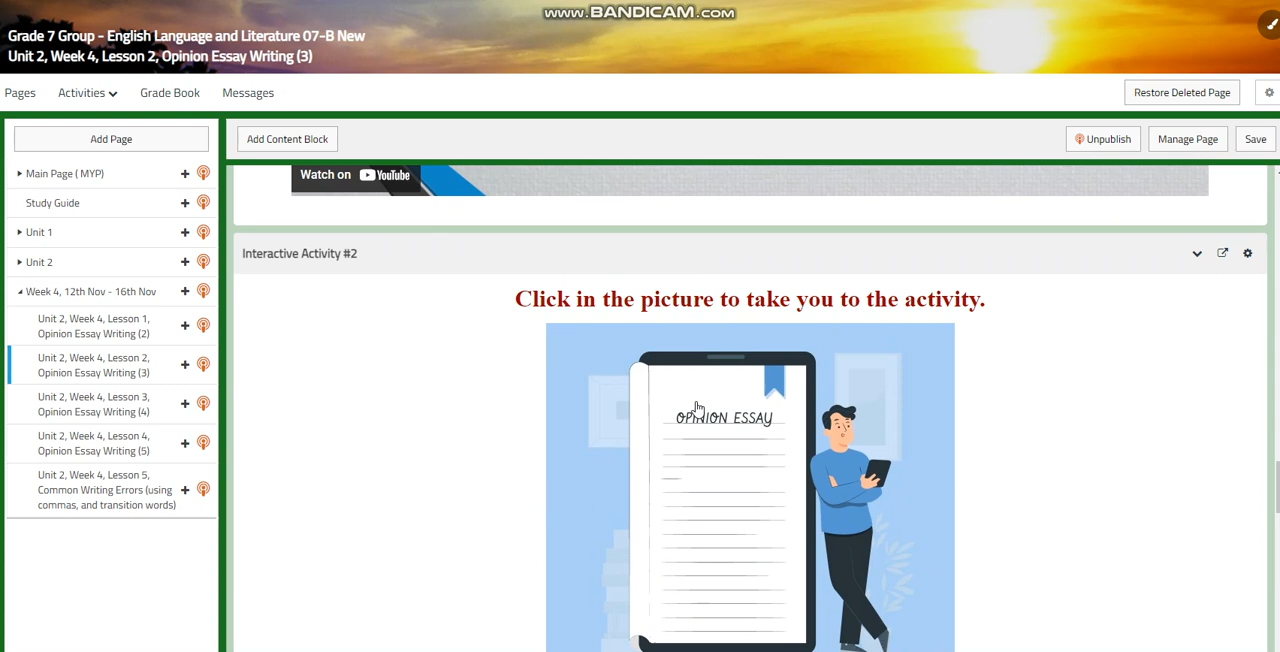 www.BANDICAM.com
Grade 7 Group - English Language and Literature 07-B New
Unit 2, Week 4, Lesson 2, Opinion Essay Writing (3)
Pages
Activities
Grade Book
Messages
Restore Deleted Page
Add Page
Add Content Block
Unpublish
Manage Page
Save
Main Page ( MYP)
Study Guide
Unit 1
Unit 2
Week 4, 12th Nov - 16th Nov
Unit 2, Week 4, Lesson 1,
Opinion Essay Writing (2)
Unit 2, Week 4, Lesson 2,
Opinion Essay Writing (3)
Unit 2, Week 4, Lesson 3,
Opinion Essay Writing (4)
Unit 2, Week 4, Lesson 4,
Opinion Essay Writing (5)
Unit 2, Week 4, Lesson 5,
Common Writing Errors (using
commas, and transition words)
Watch on YouTube
Interactive Activity #2
Click in the picture to take you to the activity.
OPINION ESSAY